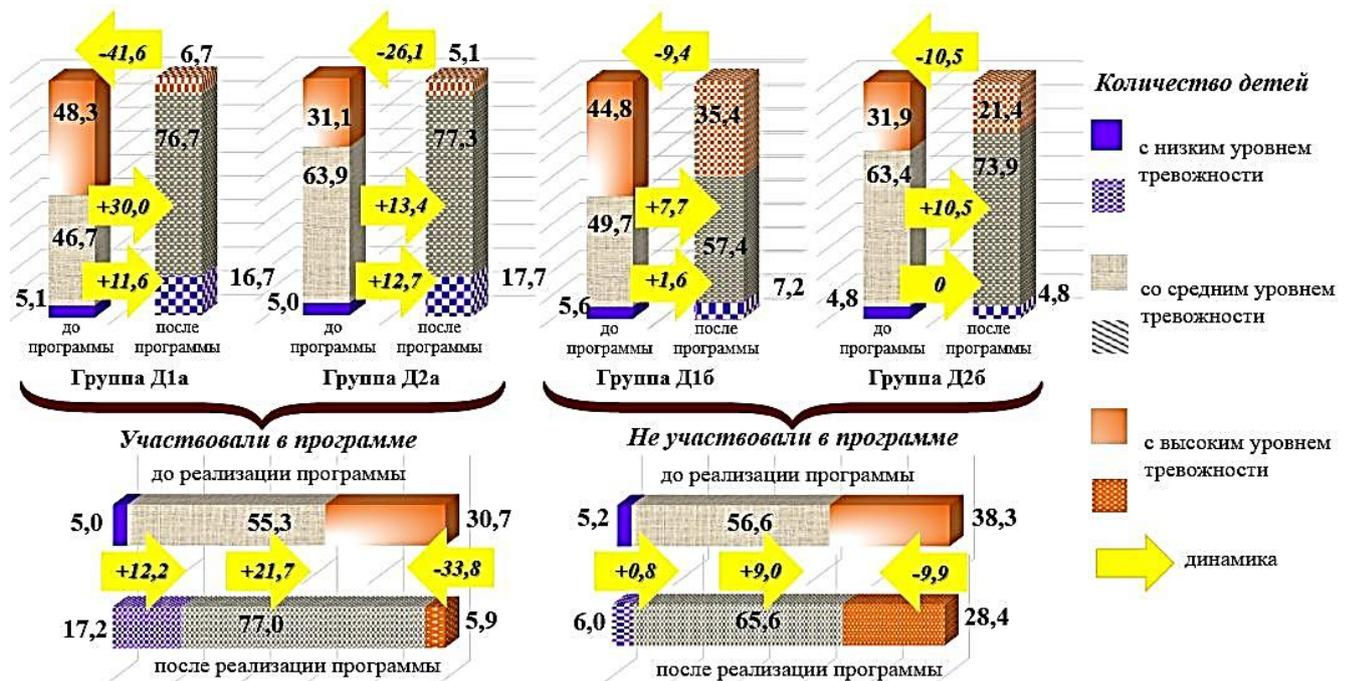 -41,6
6,7
48,3
76,7
+30,0
46,7
+11,6
5,1
16,7
до программы
после программы
Группа Д1а
-26,1
5,1
31,1
77,3
63,9
+13,4
+12,7
5,0
17,7
до программы
после программы
Группа Д2а
-9,4
44,8
35,4
+7,7
49,7
57,4
+1,6
5,6
7,2
до программы
после программы
Группа Д1б
-10,5
31,9
21,4
63,4
73,9
+10,5
0
4,8
4,8
до программы
после программы
Группа Д2б
Количество детей
с низким уровнем
тревожности
со средним уровнем
тревожности
с высоким уровнем
тревожности
динамика
Участвовали в программе
до реализации программы
5,0
55,3
30,7
+12,2
+21,7
-33,8
17,2
77,0
5,9
после реализации программы
Не участвовали в программе
до реализации программы
5,2
56,6
38,3
+0,8
+9,0
-9,9
6,0
65,6
28,4
после реализации программы